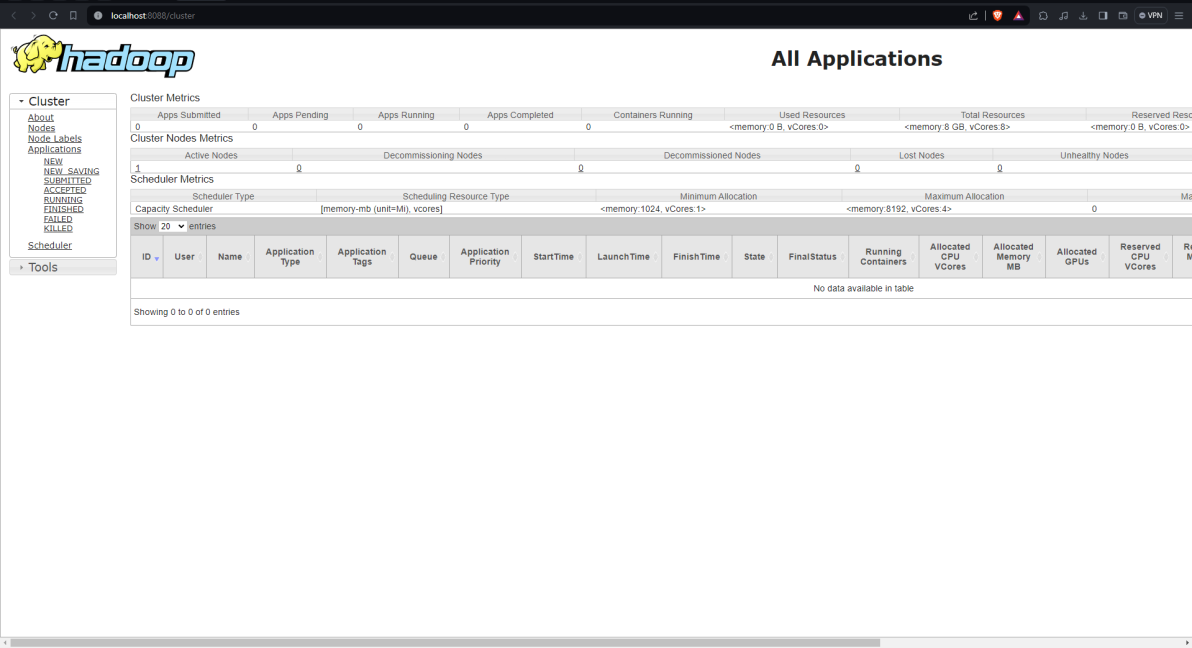 localhost:8088/cluster
VPN
hadoop
All Applications
Cluster
About
Nodes
Node Labels
Applications
NEW
NEW_SAVING
SUBMITTED
ACCEPTED
RUNNING
FINISHED
FAILED
KILLED
Scheduler
Tools
Cluster Metrics
Apps Submitted Apps Pending Apps Running Apps Completed Containers Running Used Resources Total Resources Reserved
0 0 0 0 0 <memory:0 B, vCores:0> <memory:8 GB, vCores:8> <memory:0 B, vCores:0>
Cluster Nodes Metrics
Active Nodes Decommissioning Nodes Decommissioned Nodes Lost Nodes Unhealthy Nodes
1 0 0 0 0
Scheduler Metrics
Scheduler Type Scheduling Resource Type Minimum Allocation Maximum Allocation
Capacity Scheduler [memory-mb (unit=Mi), vcores] <memory:1024, vCores:1> <memory:8192, vCores:4> 0
Show 20 entries
ID User Name Application Type Application Tags Queue Application Priority StartTime LaunchTime FinishTime State FinalStatus Running Containers Allocated CPU VCores Allocated Memory MB Allocated GPUs Reserved CPU VCores
No data available in table
Showing 0 to 0 of 0 entries